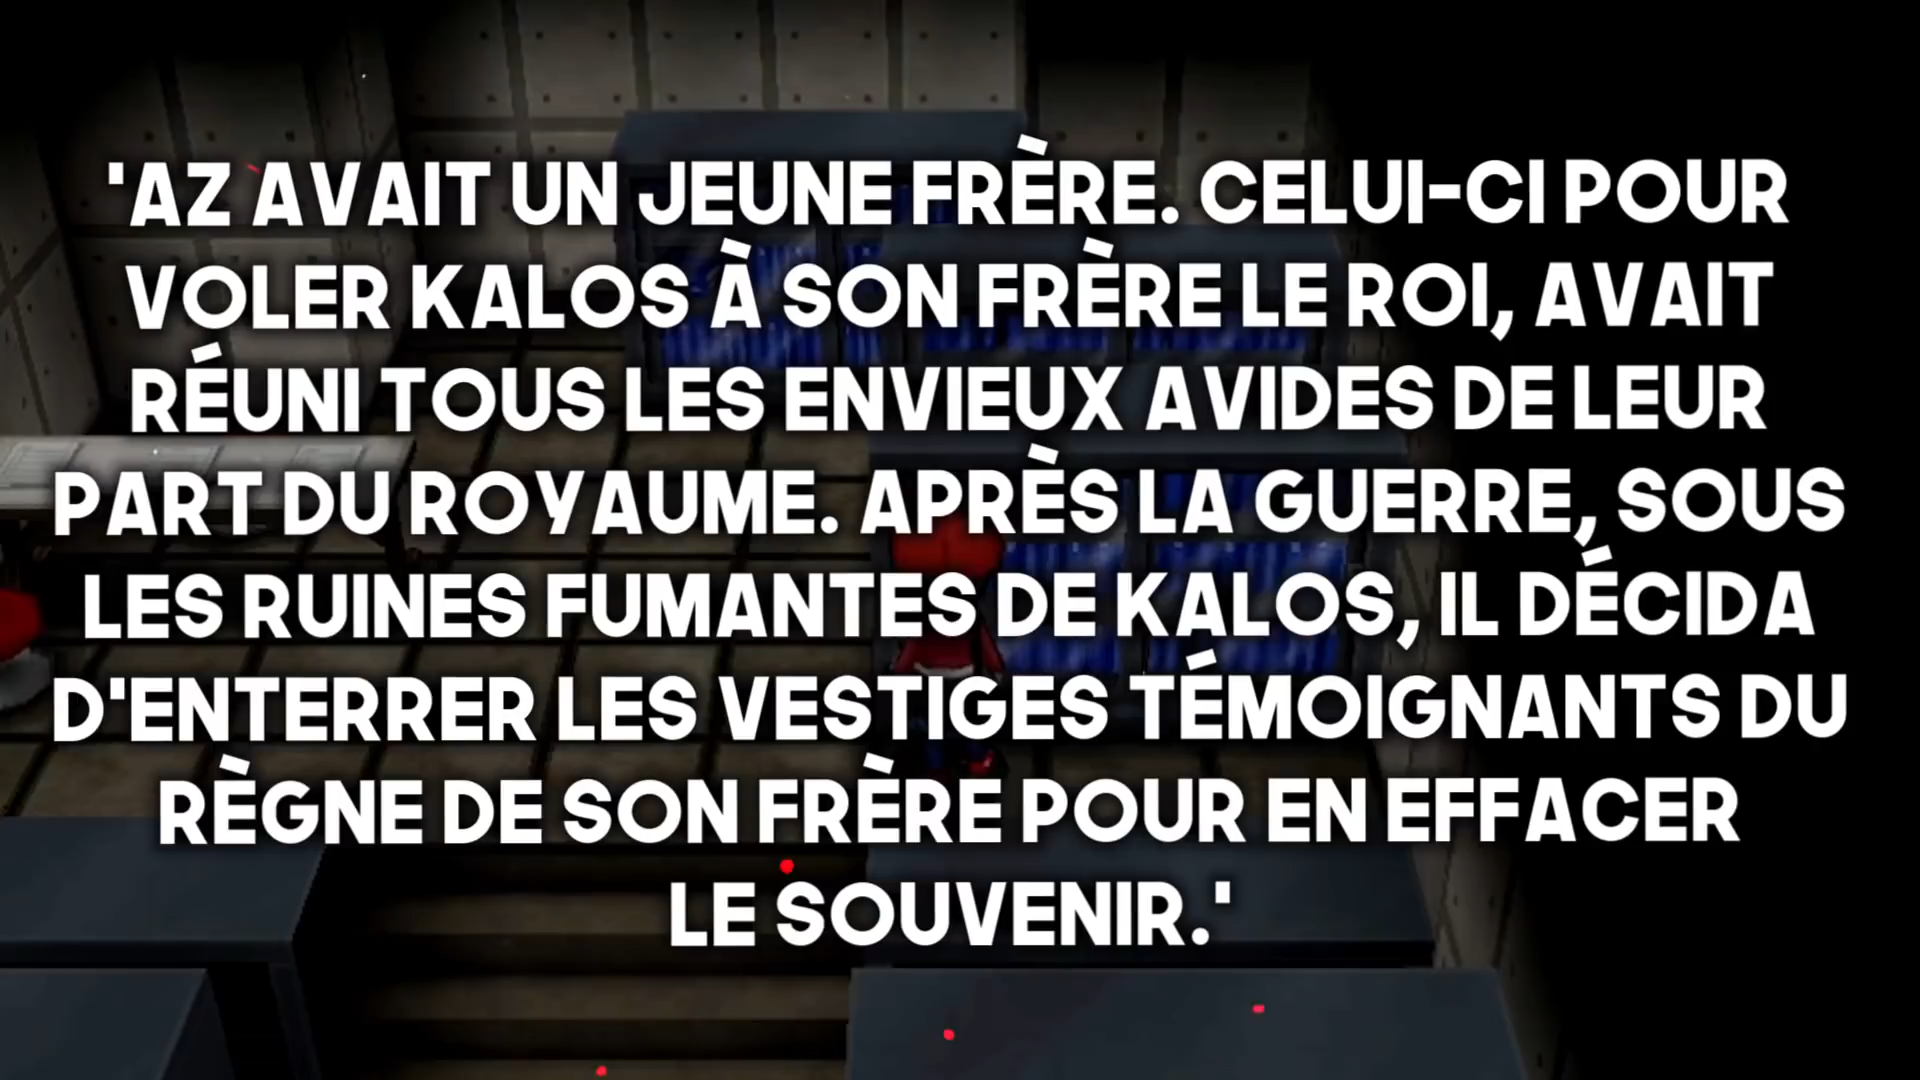 'AZ AVAIT UN JEUNE FRÈRE. CELUI-CI POUR
VOLER KALOS À SON FRÈRE LE ROI, AVAIT
RÉUNI TOUS LES ENVIEUX AVIDES DE LEUR
PART DU ROYAUME. APRÈS LA GUERRE, SOUS
LES RUINES FUMANTES DE KALOS, IL DÉCIDA
D'ENTERRER LES VESTIGES TÉMOIGNANTS DU
RÈGNE DE SON FRÈRE POUR EN EFFACER
LE SOUVENIR.'